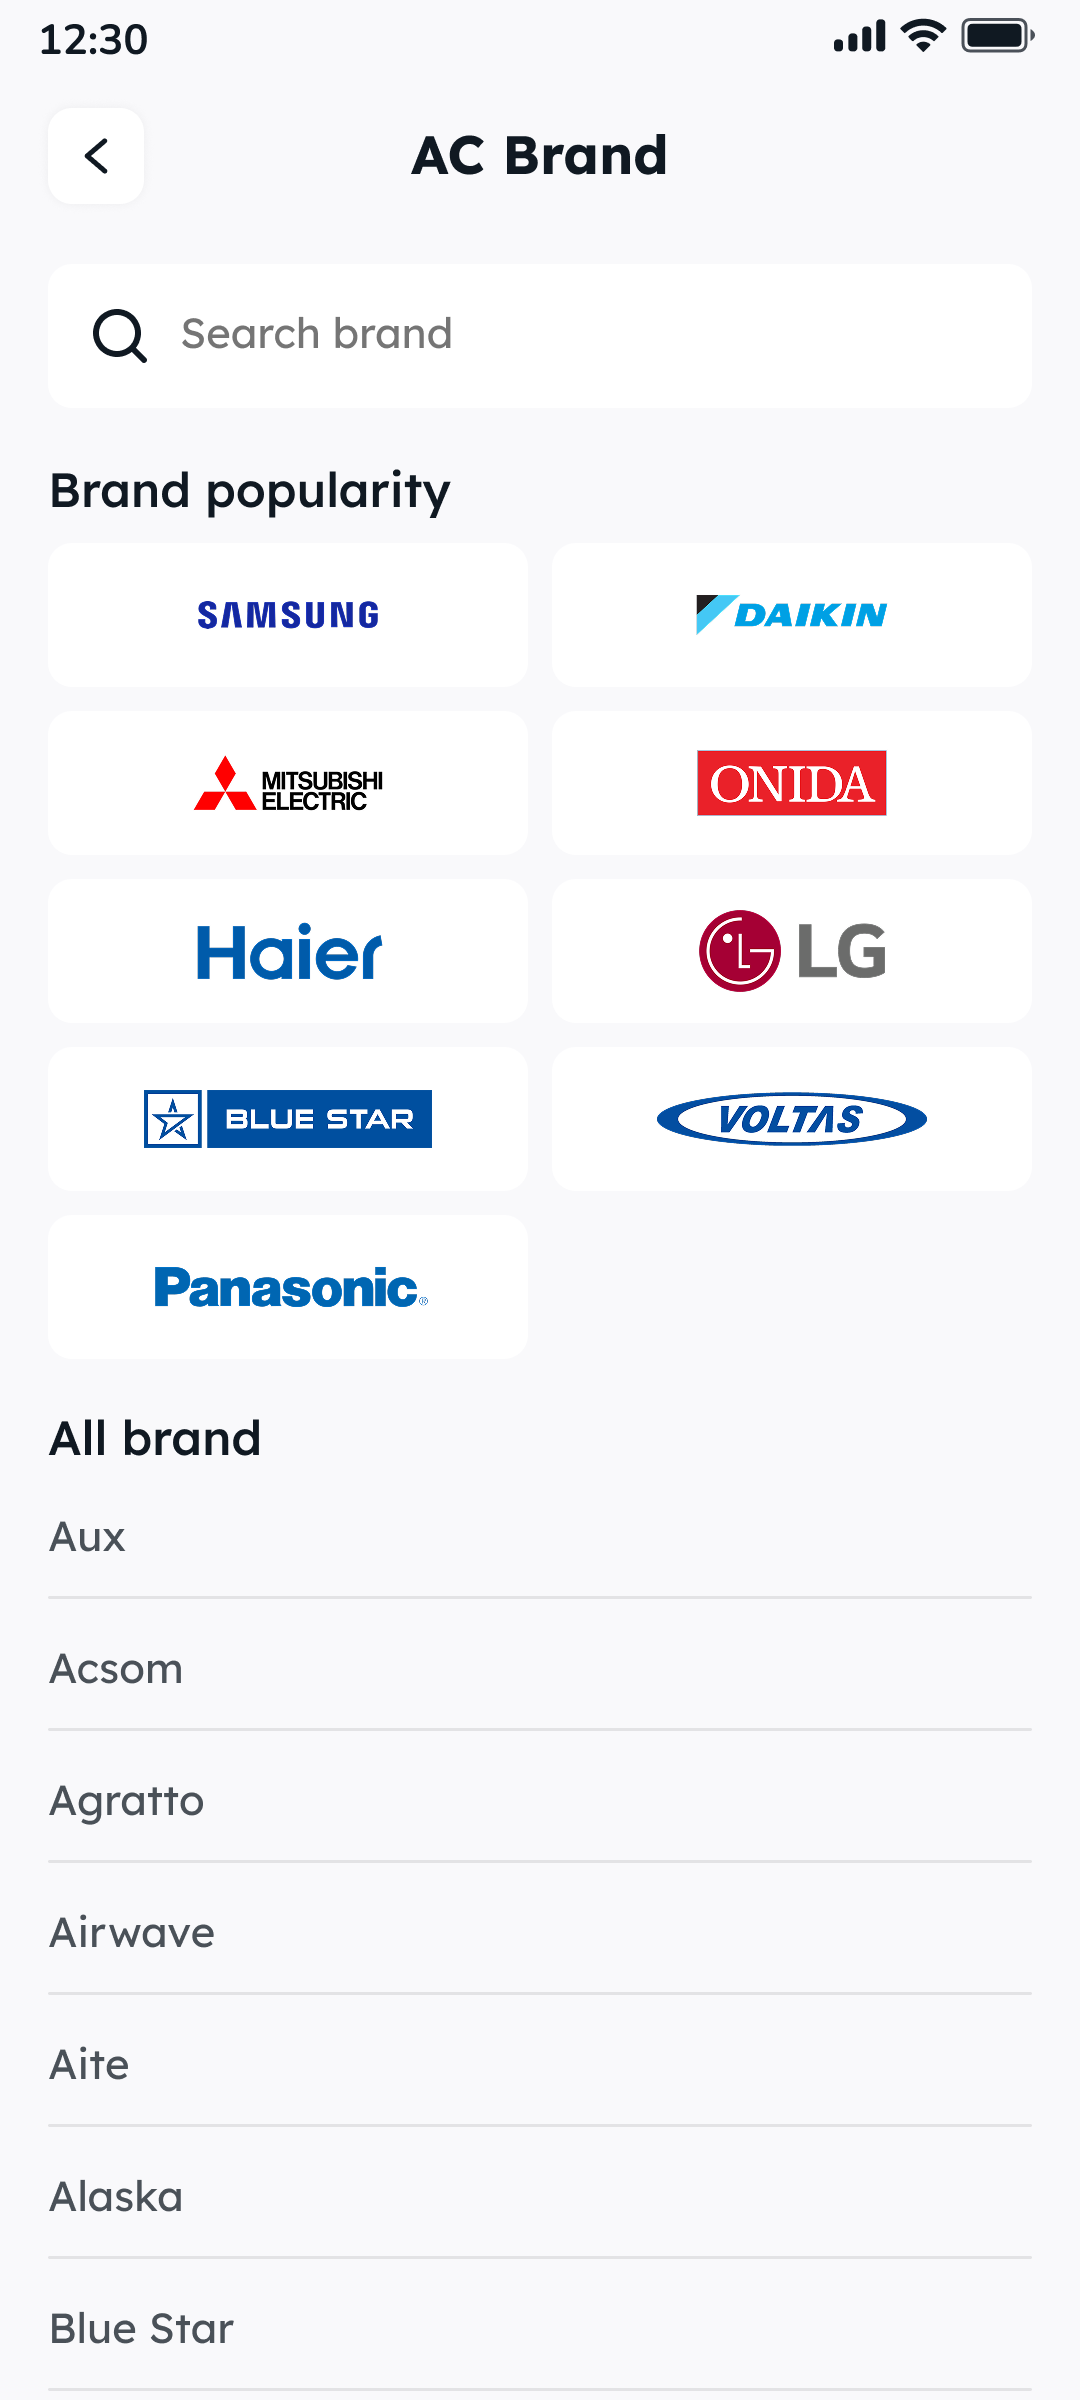 12:30
AC Brand
Search brand
Brand popularity
SAMSUNG
DAIKIN
MITSUBISHI
ELECTRIC
ONIDA
Haier
LG LG
BLUE STAR
VOLTAS
Panasonic®
All brand
Aux
Acsom
Agratto
Airwave
Aite
Alaska
Blue Star